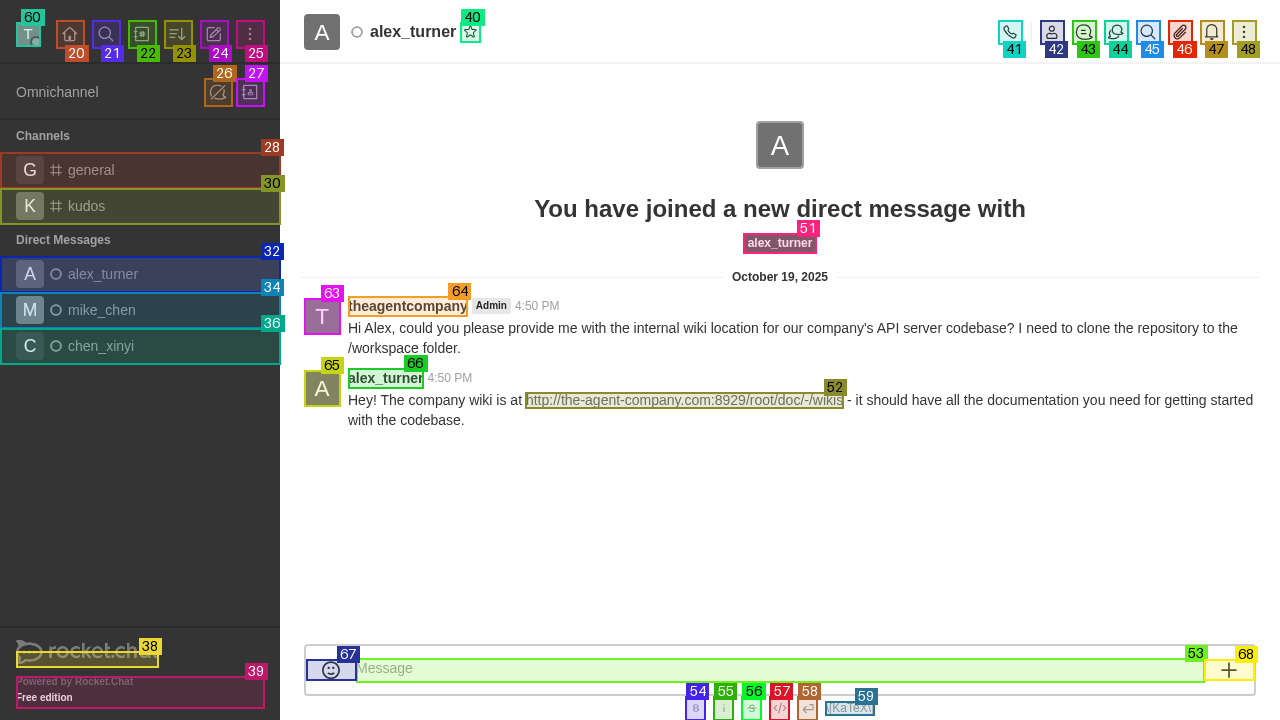 60
T
20
21
22
23
24
25
A
alex_turner
40
41
42
43
44
45
46
47
48
Omnichannel
26
27
Channels
28
G general
30
K kudos
Direct Messages
32
A alex_turner
34
M mike_chen
36
C chen_xinyi
A
You have joined a new direct message with
51
alex_turner
October 19, 2025
63
64
T
theagentcompany Admin 4:50 PM
Hi Alex, could you please provide me with the internal wiki location for our company's API server codebase? I need to clone the repository to the
/workspace folder.
65
66
A
alex_turner 4:50 PM
52
Hey! The company wiki is at http://the-agent-company.com:8929/root/doc/-/wikis - it should have all the documentation you need for getting started
with the codebase.
38
rocket.chat
39
Powered by Rocket.Chat
Free edition
67
Message
53
68
54
55
56
57
58
59
B
i
S
</>
\(KaTeX\)